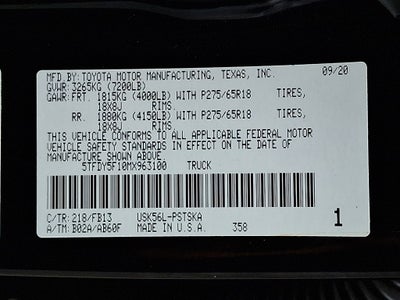 MFD.BY:TOYOTA MOTOR MANUFACTURING, TEXAS, INC. 09/20
GVWR:3265KG (7200LB)
GAWR:FRT. 1815KG (4000LB) WITH P275/65R18 TIRES,
18X8J RIMS,
RR. 1880KG (4150LB) WITH P275/65R18 TIRES,
18X8J RIMS.
THIS VEHICLE CONFORMS TO ALL APPLICABLE FEDERAL MOTOR
VEHICLE SAFETY STANDARDS IN EFFECT ON THE DATE OF
MANUFACTURE SHOWN ABOVE.
5TFDY5F10MX963100 TRUCK
C/TR:218/FB13 USK56L-PSTSKA
A/TM:B02A/AB60F MADE IN U.S.A. 358 1